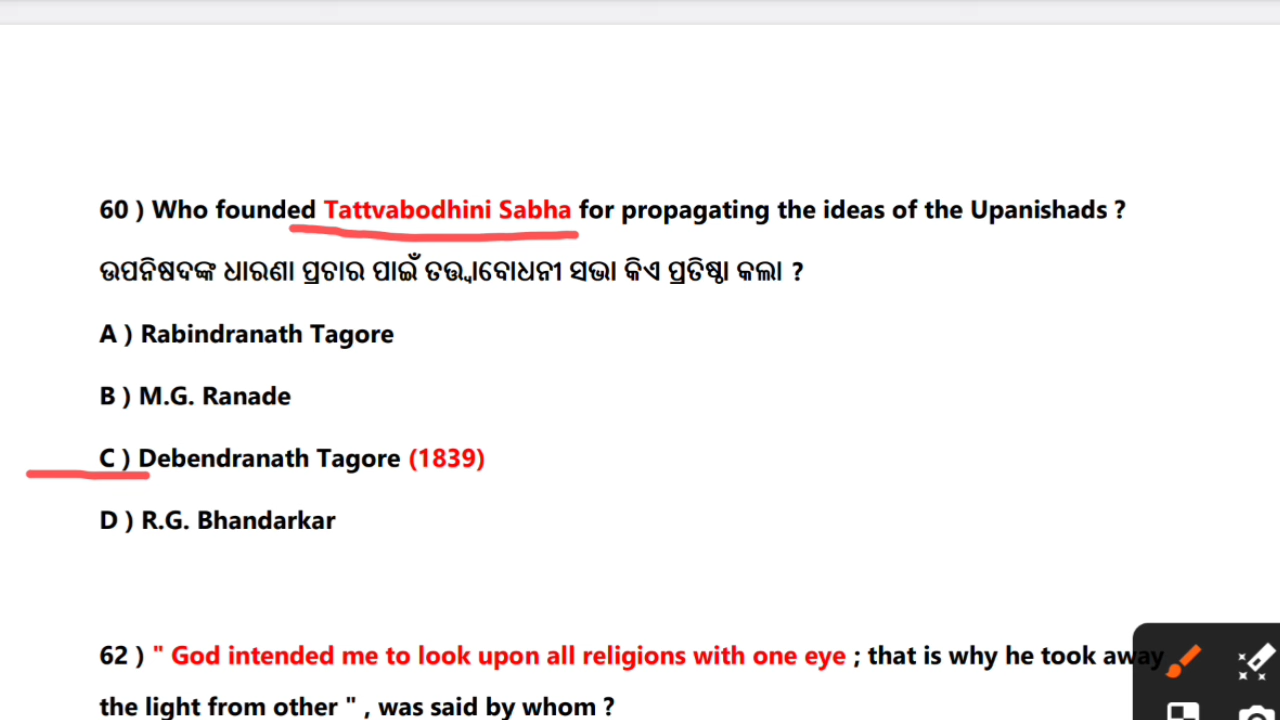 60 ) Who founded Tattvabodhini Sabha for propagating the ideas of the Upanishads ?
ଉପନିଷଦଙ୍କ ଧାରଣା ପ୍ରଚାର ପାଇଁ ତତ୍ତ୍ୱାବୋଧନୀ ସଭା କିଏ ପ୍ରତିଷ୍ଠା କଲା ?
A ) Rabindranath Tagore
B ) M.G. Ranade
C ) Debendranath Tagore (1839)
D ) R.G. Bhandarkar
62 ) " God intended me to look upon all religions with one eye ; that is why he took away
the light from other " , was said by whom ?